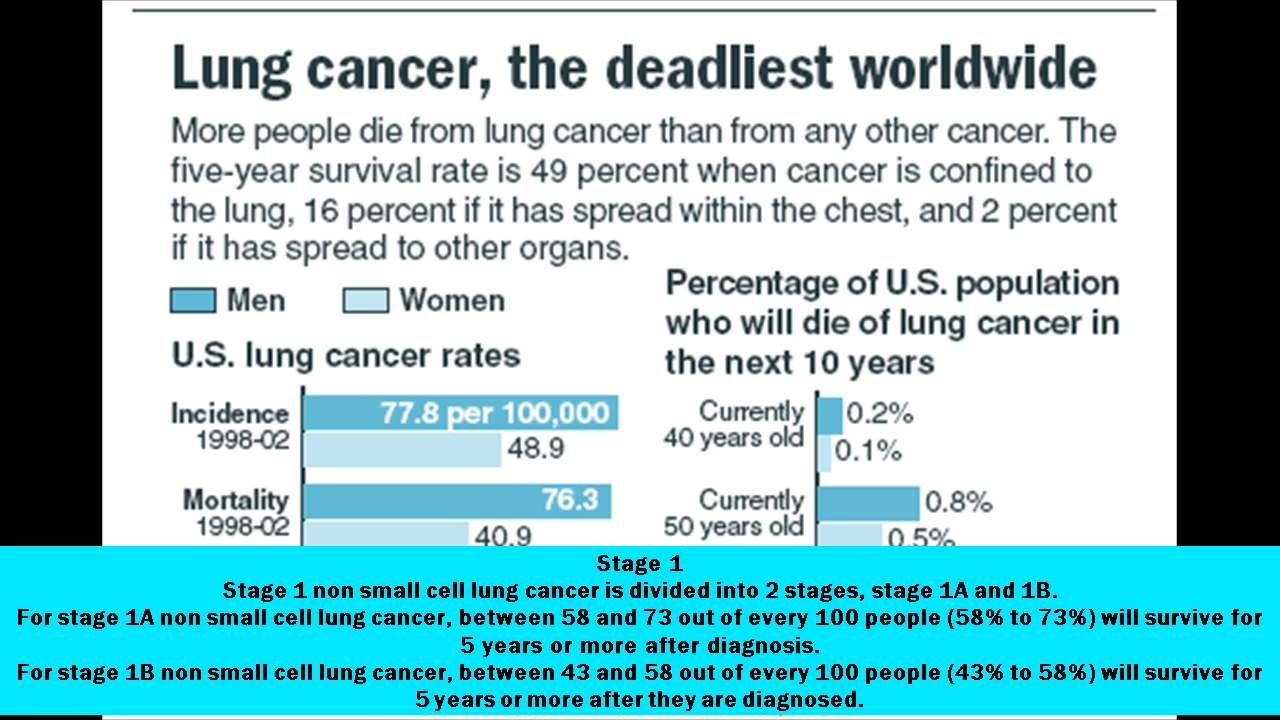 Lung cancer, the deadliest worldwide
More people die from lung cancer than from any other cancer. The
five-year survival rate is 49 percent when cancer is confined to
the lung, 16 percent if it has spread within the chest, and 2 percent
if it has spread to other organs.
Men
Women
U.S. lung cancer rates
Incidence
1998-02
77.8 per 100,000
48.9
Mortality
1998-02
76.3
40.9
Percentage of U.S. population
who will die of lung cancer in
the next 10 years
Currently
40 years old
0.2%
0.1%
Currently
50 years old
0.8%
0.5%
Stage 1
Stage 1 non small cell lung cancer is divided into 2 stages, stage 1A and 1B.
For stage 1A non small cell lung cancer, between 58 and 73 out of every 100 people (58% to 73%) will survive for
5 years or more after diagnosis.
For stage 1B non small cell lung cancer, between 43 and 58 out of every 100 people (43% to 58%) will survive for
5 years or more after they are diagnosed.